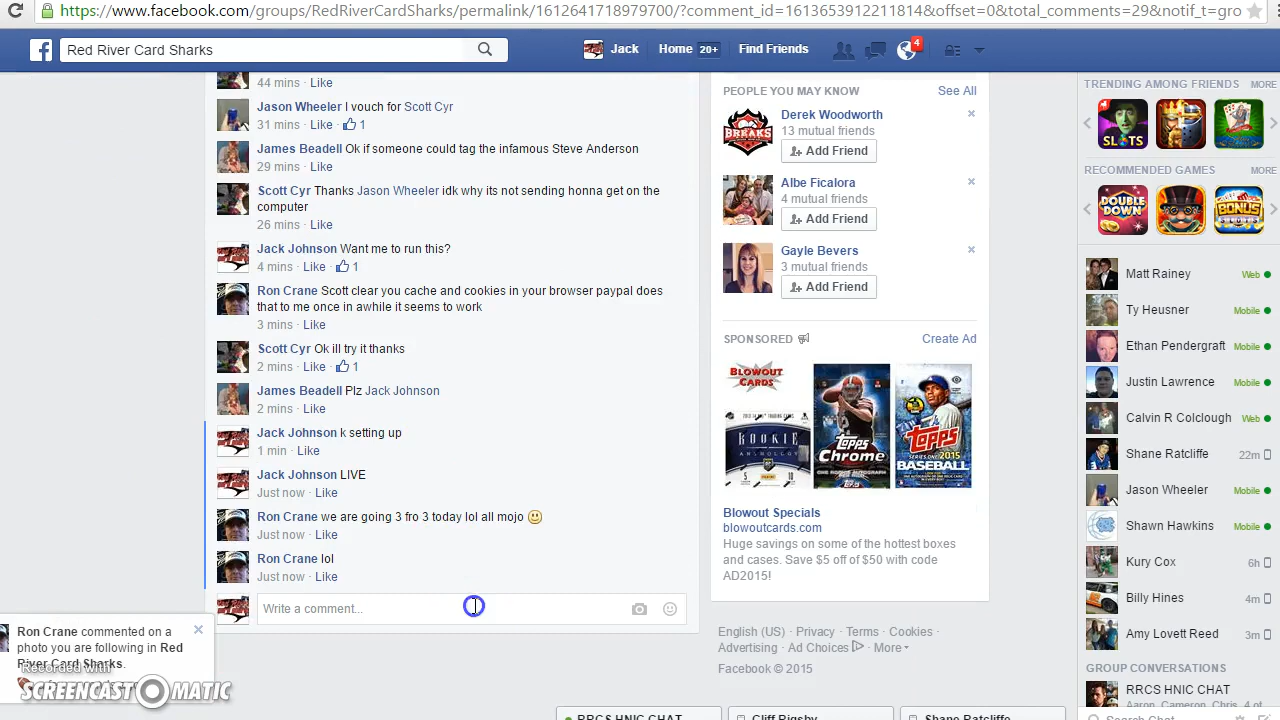 https://www.facebook.com/groups/RedRiverCardSharks/permalink/1612641718979700/?comment_id=1613653912211814&offset=0&total_comments=29&notif_t=gro
Red River Card Sharks
Jack
Home 20+
Find Friends
4
44 mins · Like
Jason Wheeler I vouch for Scott Cyr
31 mins · Like · 1
James Beadell Ok if someone could tag the infamous Steve Anderson
29 mins · Like
Scott Cyr Thanks Jason Wheeler idk why its not sending honna get on the
computer
26 mins · Like
Jack Johnson Want me to run this?
4 mins · Like · 1
Ron Crane Scott clear you cache and cookies in your browser paypal does
that to me once in awhile it seems to work
3 mins · Like
Scott Cyr Ok ill try it thanks
2 mins · Like · 1
James Beadell Plz Jack Johnson
2 mins · Like
Jack Johnson k setting up
1 min · Like
Jack Johnson LIVE
Just now · Like
Ron Crane we are going 3 fo 3 today lol all mojo
Just now · Like
Ron Crane lol
Just now · Like
Write a comment...
Ron Crane commented on a
photo you are following in Red
River Card Sharks.
Recorded with
SCREENCAST-O-MATIC
PEOPLE YOU MAY KNOW
See All
BREAKS
Derek Woodworth
13 mutual friends
Add Friend
Albe Ficalora
4 mutual friends
Add Friend
Gayle Bevers
3 mutual friends
Add Friend
SPONSORED
Create Ad
BLOWOUT
CARDS
ROOKIE
ANTHOLOGY
Topps
Chrome
Topps
SERIES ONE 2015
BASEBALL
Blowout Specials
blowoutcards.com
Huge savings on some of the hottest boxes
and cases. Save $5 off of $50 with code
AD2015!
English (US) · Privacy · Terms · Cookies ·
Advertising · Ad Choices · More
Facebook © 2015
TRENDING AMONG FRIENDS
MORE
SLOTS
RECOMMENDED GAMES
MORE
DOUBLE
DOWN
BONUS
Matt Rainey
Web
Ty Heusner
Mobile
Ethan Pendergraft
Mobile
Justin Lawrence
Mobile
Calvin R Colclough
Web
Shane Ratcliffe
22m
Jason Wheeler
Mobile
Shawn Hawkins
Mobile
Kury Cox
6h
Billy Hines
4m
Amy Lovett Reed
3m
GROUP CONVERSATIONS
RRCS HNIC CHAT
Aaron, Cameron, Chris, 4 of
Search Chat
RRCS HNIC CHAT
Cliff Rigsby
Shane Ratcliffe